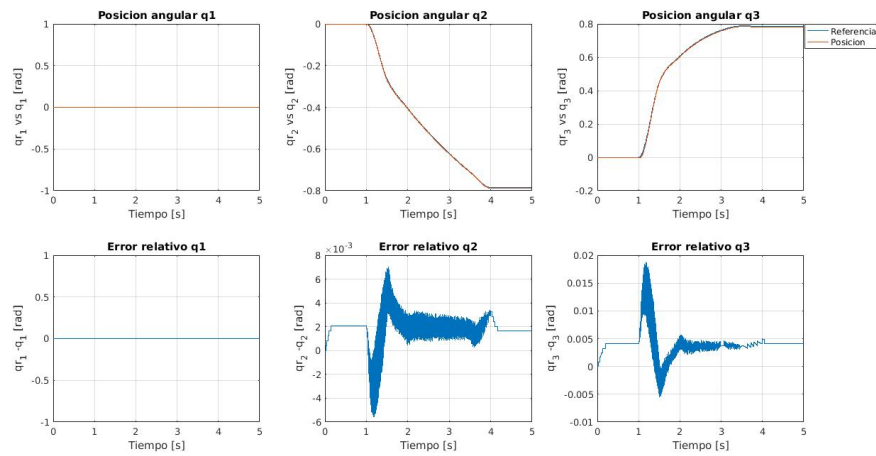 Posicion angular q1
1
0.5
0
-0.5
-1
qr1 vs q1 [rad]
0 1 2 3 4 5
Tiempo [s]
Posicion angular q2
0
-0.2
-0.4
-0.6
-0.8
qr2 vs q2 [rad]
0 1 2 3 4 5
Tiempo [s]
Posicion angular q3
0.8
0.6
0.4
0.2
0
-0.2
qr3 vs q3 [rad]
0 1 2 3 4 5
Tiempo [s]
Referencia
Posicion
Error relativo q1
1
0.5
0
-0.5
-1
qr1 -q1 [rad]
0 1 2 3 4 5
Tiempo [s]
×10-3
Error relativo q2
8
6
4
2
0
-2
-4
-6
qr2 -q2 [rad]
0 1 2 3 4 5
Tiempo [s]
Error relativo q3
0.02
0.015
0.01
0.005
0
-0.005
-0.01
qr3 -q3 [rad]
0 1 2 3 4 5
Tiempo [s]